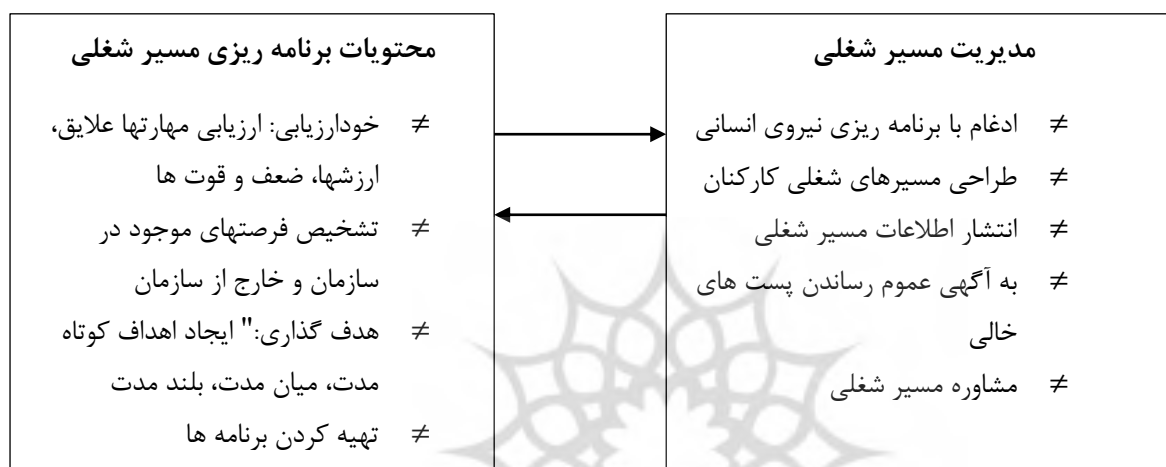 مدیریت مسیر شغلی
≠ ادغام با برنامه ریزی نیروی انسانی
≠ طراحی مسیرهای شغلی کارکنان
≠ انتشار اطلاعات مسیر شغلی
≠ به آگهی عموم رساندن پست های
خالی
≠ مشاوره مسیر شغلی
محتویات برنامه ریزی مسیر شغلی
≠ خودارزیابی: ارزیابی مهارتها علایق،
ارزشها، ضعف و قوت ها
≠ تشخیص فرصتهای موجود در
سازمان و خارج از سازمان
≠ هدف گذاری:" ایجاد اهداف کوتاه
مدت، میان مدت، بلند مدت
≠ تهیه کردن برنامه ها